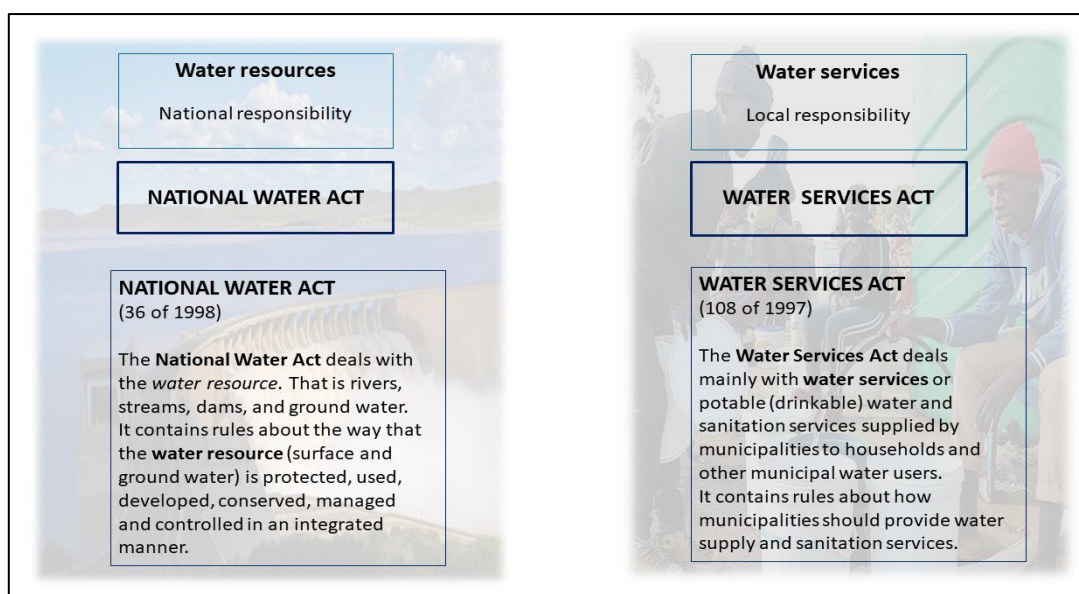 Water resources
National responsibility
NATIONAL WATER ACT
NATIONAL WATER ACT
(36 of 1998)
The National Water Act deals with
the water resource. That is rivers,
streams, dams, and ground water.
It contains rules about the way that
the water resource (surface and
ground water) is protected, used,
developed, conserved, managed
and controlled in an integrated
manner.
Water services
Local responsibility
WATER SERVICES ACT
WATER SERVICES ACT
(108 of 1997)
The Water Services Act deals
mainly with water services or
potable (drinkable) water and
sanitation services supplied by
municipalities to households and
other municipal water users.
It contains rules about how
municipalities should provide water
supply and sanitation services.